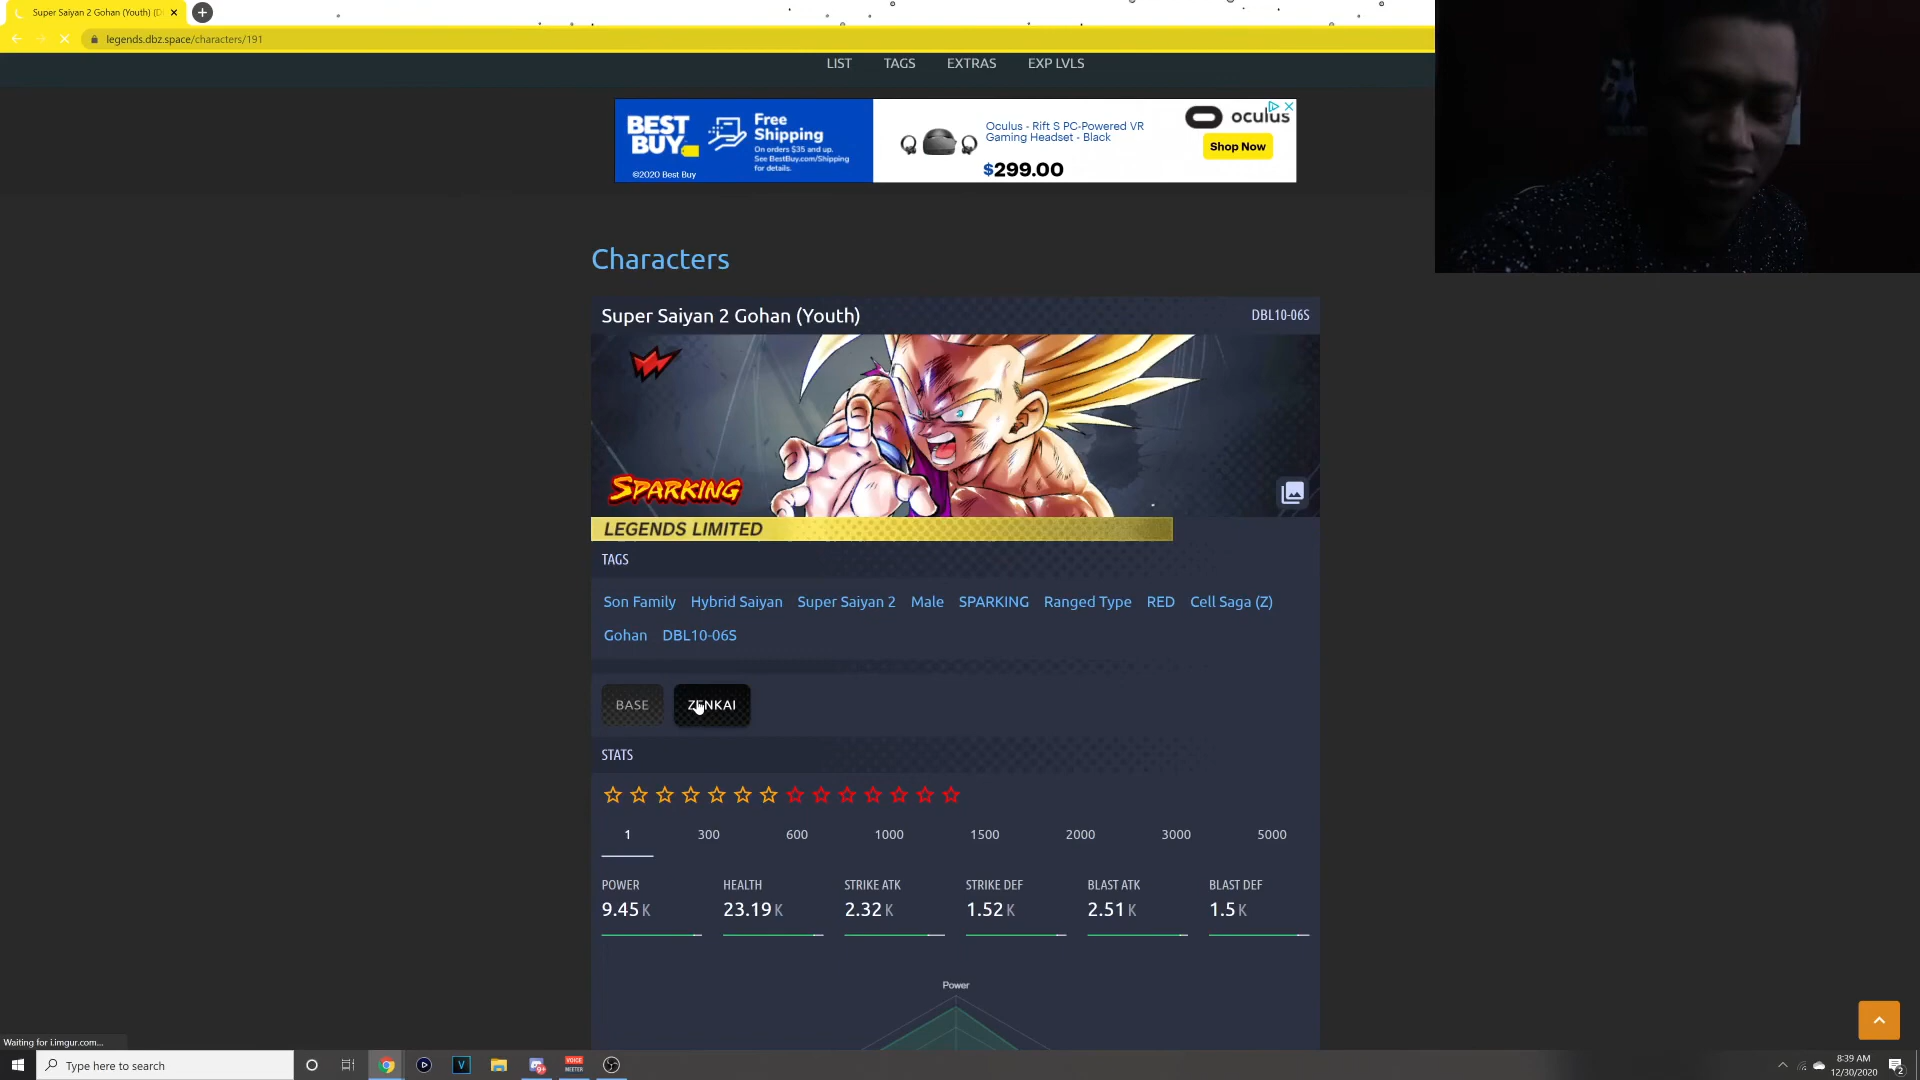 Super Saiyan 2 Gohan (Youth) (D
legends.dbz.space/characters/191
LIST TAGS EXTRAS EXP LVLS
BEST BUY
Free Shipping
On orders $35 and up.
See BestBuy.com/Shipping
for details.
©2020 Best Buy
Oculus - Rift S PC-Powered VR
Gaming Headset - Black
$299.00
oculus
Shop Now
Characters
Super Saiyan 2 Gohan (Youth) DBL10-06S
SPARKING
LEGENDS LIMITED
TAGS
Son Family Hybrid Saiyan Super Saiyan 2 Male SPARKING Ranged Type RED Cell Saga (Z)
Gohan DBL10-06S
BASE ZENKAI
STATS
1 300 600 1000 1500 2000 3000 5000
POWER HEALTH STRIKE ATK STRIKE DEF BLAST ATK BLAST DEF
9.45 K 23.19 K 2.32 K 1.52 K 2.51 K 1.5 K
Power
Waiting for i.imgur.com...
Type here to search
V
9+
VOICE
MEETER
8:39 AM
12/30/2020
2